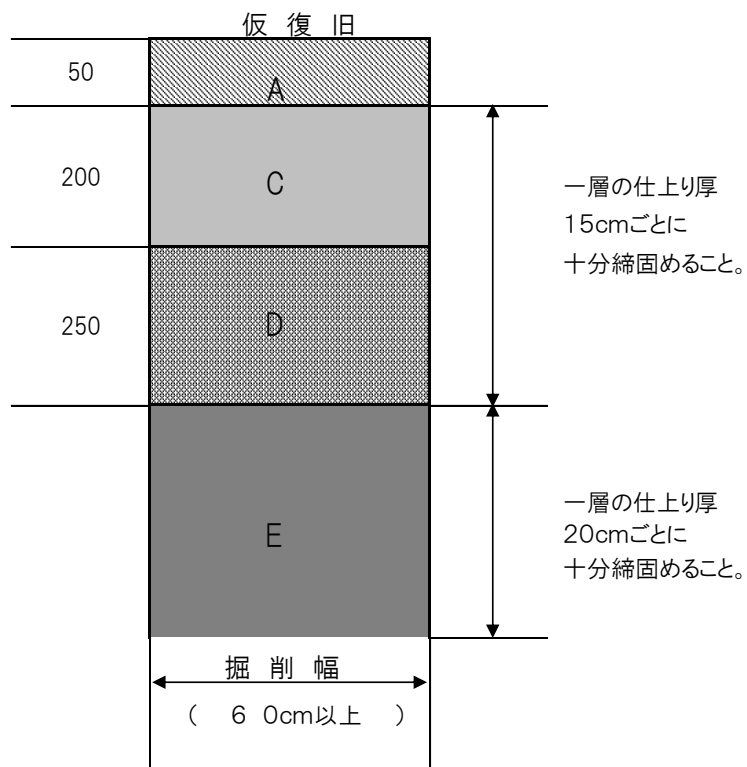 仮 復 旧
50
A
200
C
一層の仕上り厚
15cmごとに
十分締固めること。
250
D
E
一層の仕上り厚
20cmごとに
十分締固めること。
掘 削 幅
( 60cm以上 )